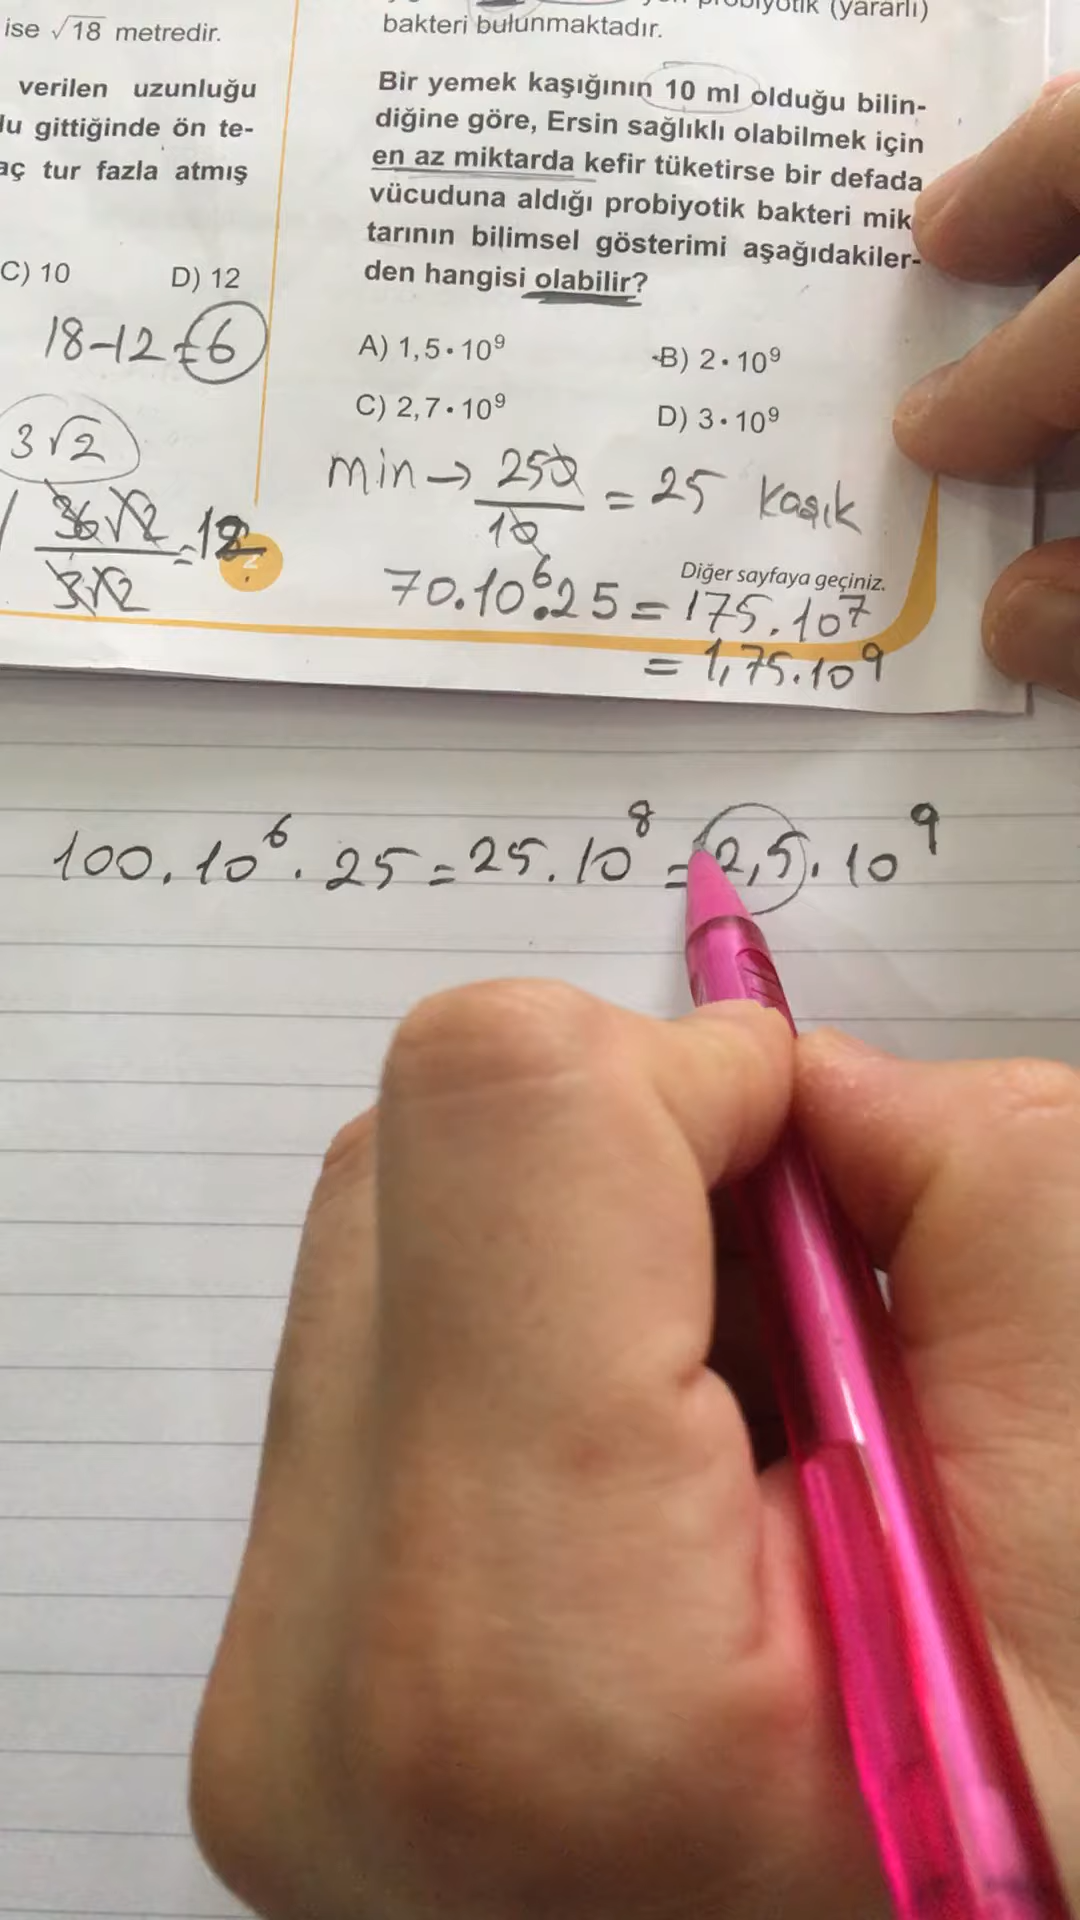 ise √18 metredir.
verilen uzunluğu
du gittiğinde ön te-
aç tur fazla atmış
C) 10 D) 12
18-12=6
3√2
36√2 / 3√2 = 12
probiyotik (yararlı)
bakteri bulunmaktadır.
Bir yemek kaşığının 10 ml olduğu bilin-
diğine göre, Ersin sağlıklı olabilmek için
en az miktarda kefir tüketirse bir defada
vücuduna aldığı probiyotik bakteri mik
tarının bilimsel gösterimi aşağıdakiler-
den hangisi olabilir?
A) 1,5 · 10⁹ B) 2 · 10⁹
C) 2,7 · 10⁹ D) 3 · 10⁹
min → 250 / 10 = 25 kaşık
Diğer sayfaya geçiniz.
70.10⁶.25 = 175.10⁷
= 1,75.10⁹
100.10⁶.25 = 25.10⁸ = 2,5.10⁹